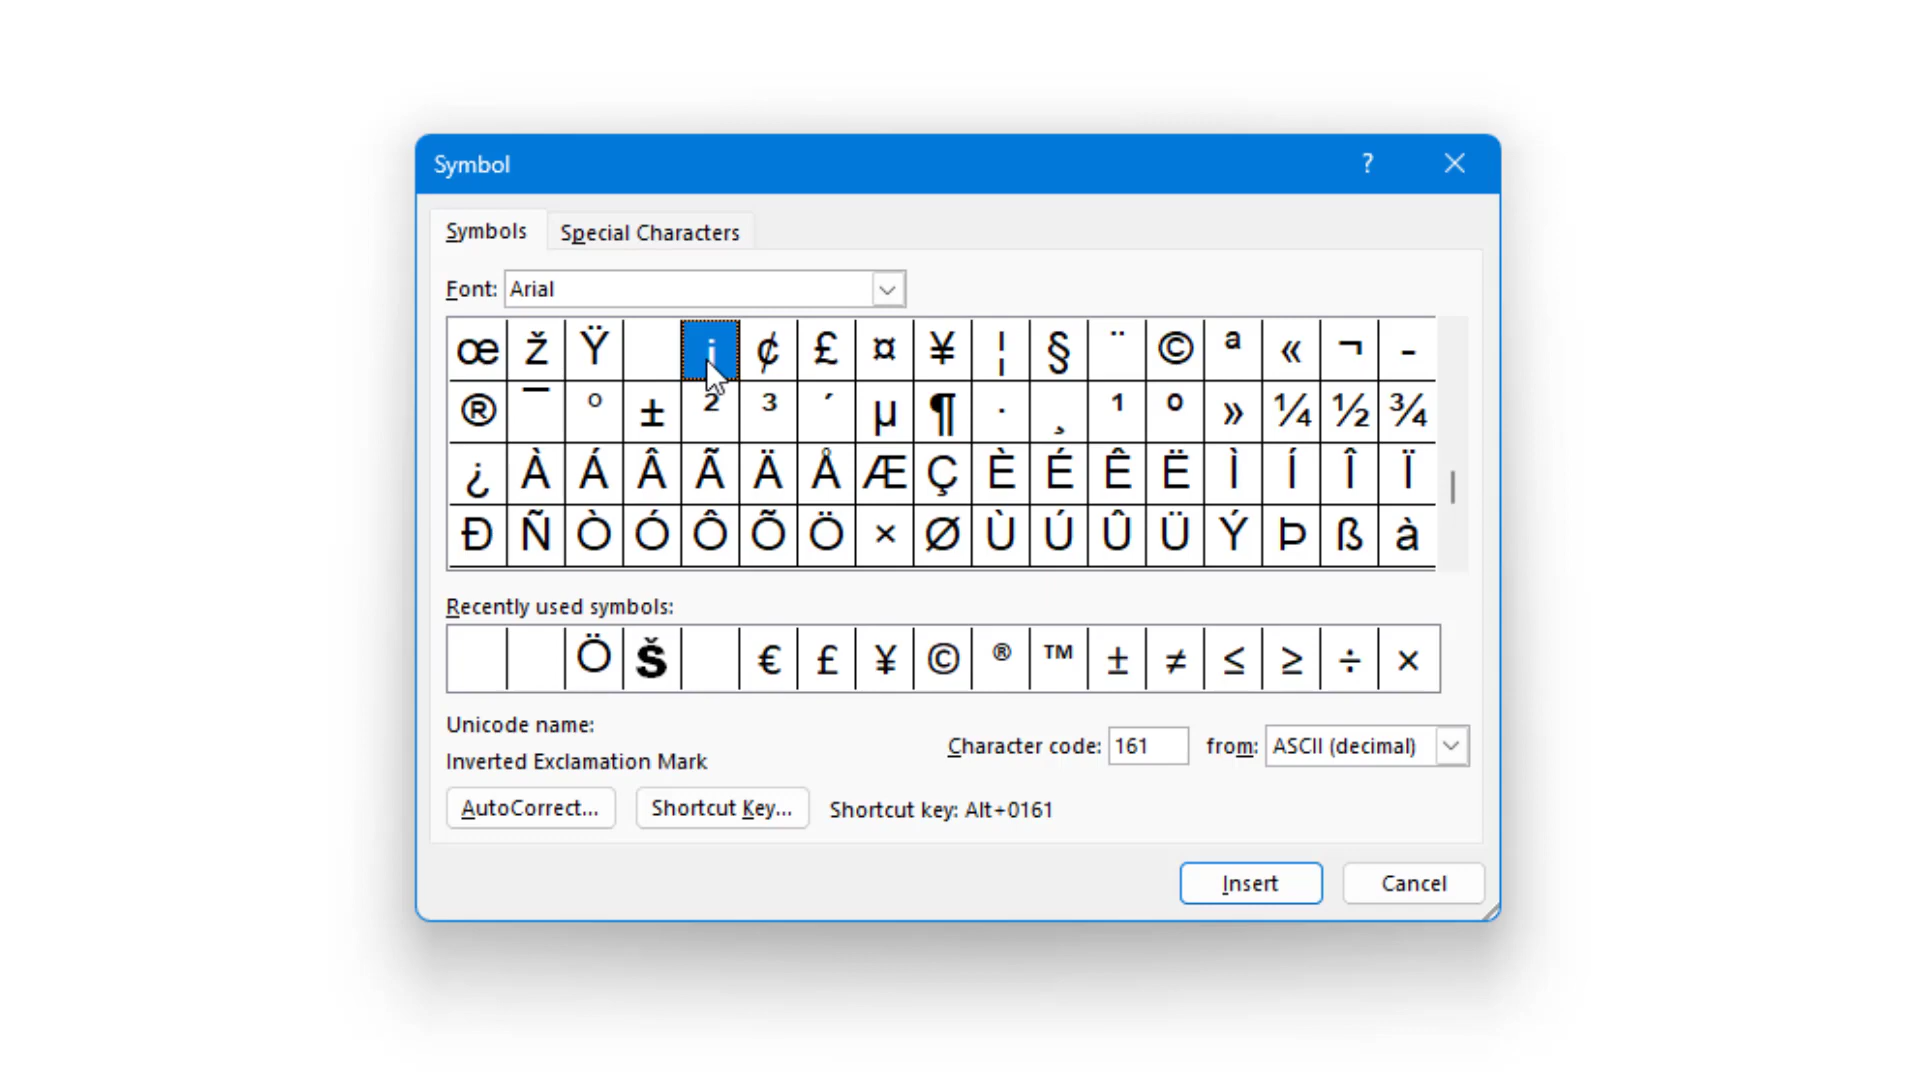 Symbol ?
Symbols Special Characters
Font: Arial
œ ž Ÿ ¡ ¢ £ ¤ ¥ ¦ § ¨ © ª « ¬ -
® ¯ ° ± ² ³ ´ µ ¶ · ¸ ¹ º » ¼ ½ ¾
¿ À Á Â Ã Ä Å Æ Ç È É Ê Ë Ì Í Î Ï
Ð Ñ Ò Ó Ô Õ Ö × Ø Ù Ú Û Ü Ý Þ ß à
Recently used symbols:
Ö Š € £ ¥ © ® ™ ± ≠ ≤ ≥ ÷ ×
Unicode name:
Inverted Exclamation Mark
Character code: 161 from: ASCII (decimal)
AutoCorrect... Shortcut Key... Shortcut key: Alt+0161
Insert Cancel